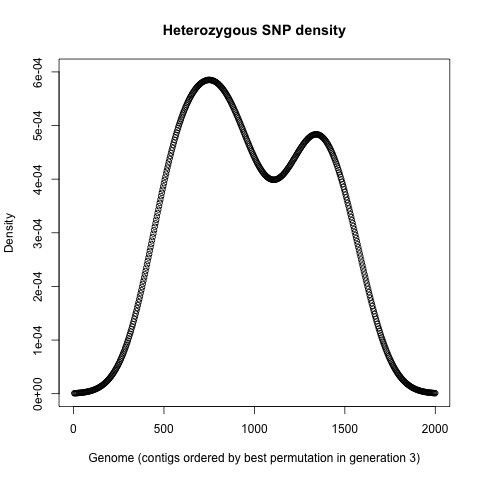 Heterozygous SNP density
6e-04
5e-04
4e-04
3e-04
2e-04
1e-04
0e+00
Density
0 500 1000 1500 2000
Genome (contigs ordered by best permutation in generation 3)